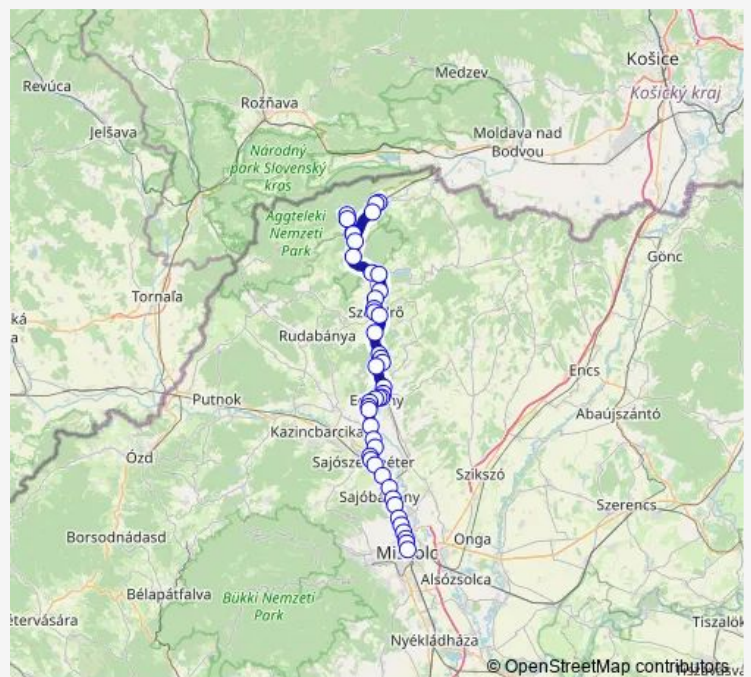 Košice
Medzev
Revúca
Košický kraj
Rožňava
Jelšava
Moldava nad
Bodvou
Národný
park Slovenský
kras
Aggteleki
Nemzeti
Park
Gönc
Tornaľa
Rudabánya
Encs
Putnok
Abaújszántó
Kazincbarcika
Ózd
Szikszó
Szerencs
Borsodnádasd
Onga
Alsózsolca
Bélapátfalva
Bükki Nemzeti
Park
Nyékládháza
© OpenStreetMap contributors